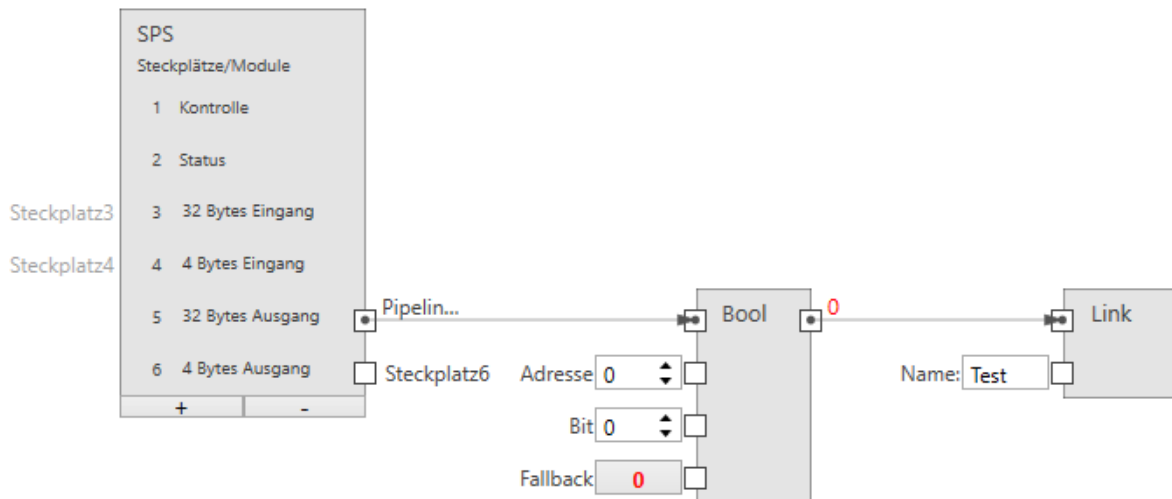 SPS
Steckplätze/Module
1 Kontrolle
2 Status
Steckplatz3 3 32 Bytes Eingang
Steckplatz4 4 4 Bytes Eingang
5 32 Bytes Ausgang Pipelin...
6 4 Bytes Ausgang Steckplatz6
+ -
Bool 0
Adresse 0
Bit 0
Fallback 0
Link
Name: Test